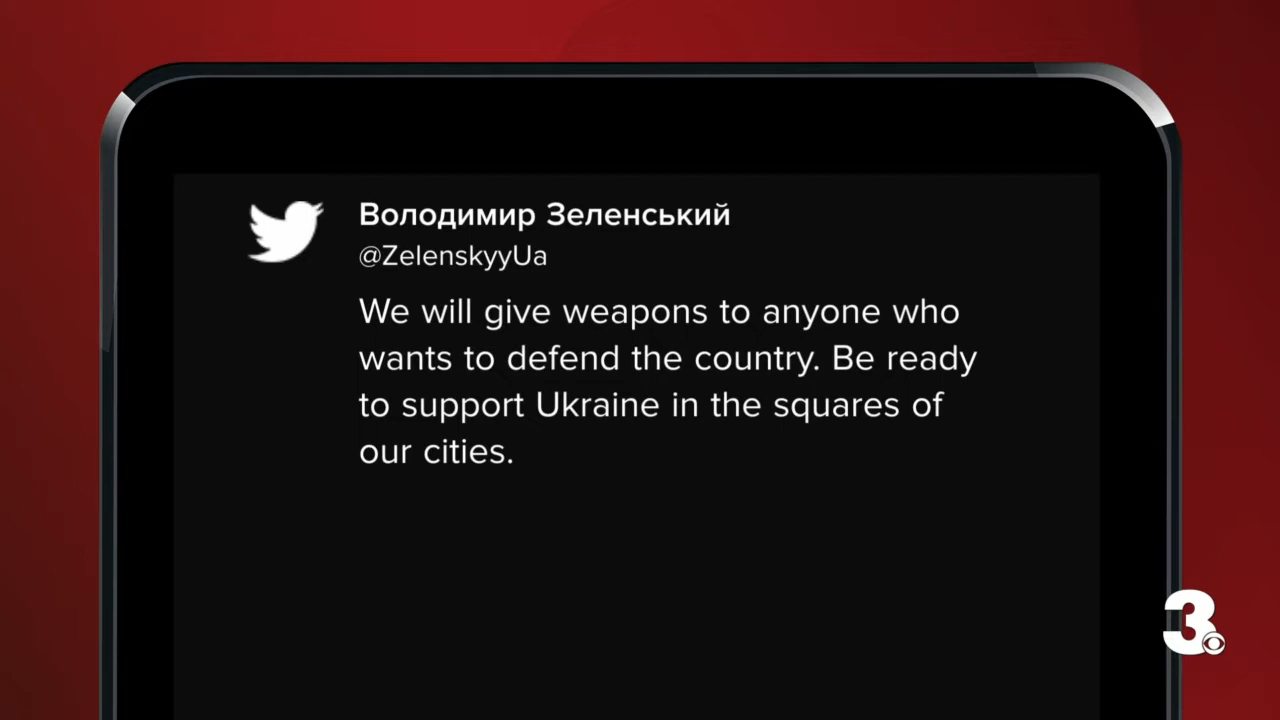 Володимир Зеленський
@ZelenskyyUa
We will give weapons to anyone who
wants to defend the country. Be ready
to support Ukraine in the squares of
our cities.
3